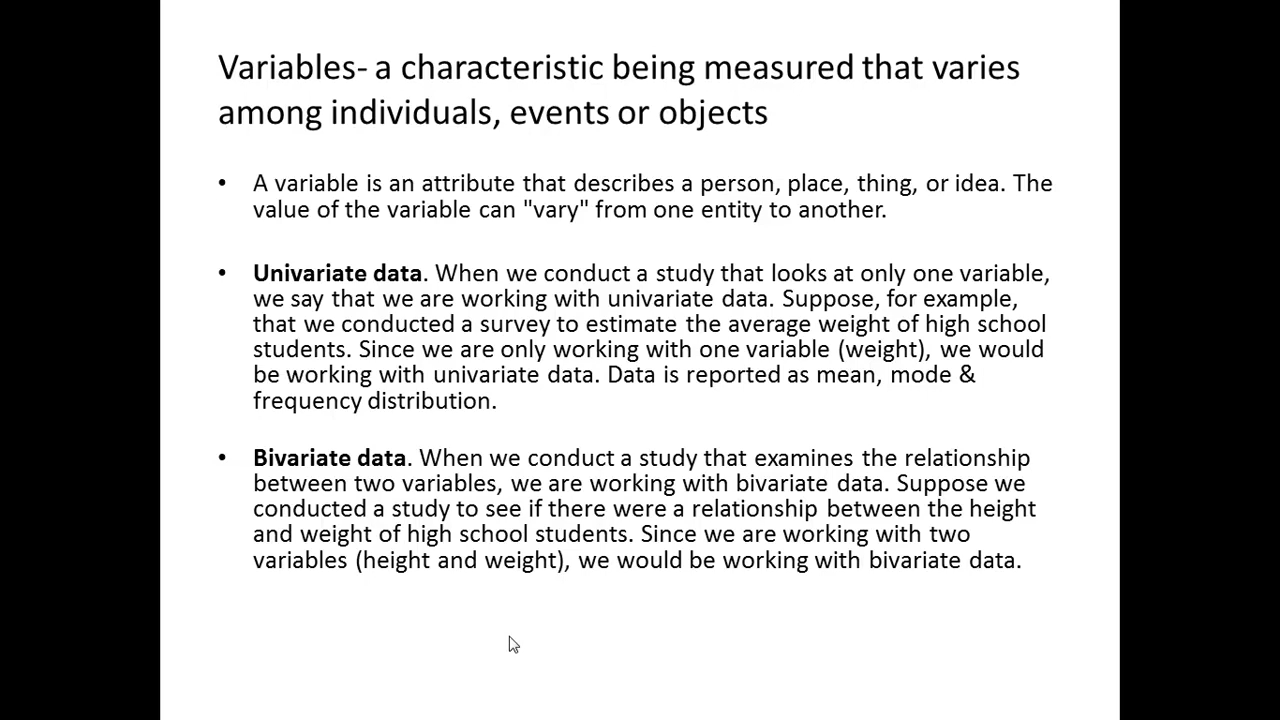 Variables- a characteristic being measured that varies
among individuals, events or objects
• A variable is an attribute that describes a person, place, thing, or idea. The
value of the variable can "vary" from one entity to another.
• Univariate data. When we conduct a study that looks at only one variable,
we say that we are working with univariate data. Suppose, for example,
that we conducted a survey to estimate the average weight of high school
students. Since we are only working with one variable (weight), we would
be working with univariate data. Data is reported as mean, mode &
frequency distribution.
• Bivariate data. When we conduct a study that examines the relationship
between two variables, we are working with bivariate data. Suppose we
conducted a study to see if there were a relationship between the height
and weight of high school students. Since we are working with two
variables (height and weight), we would be working with bivariate data.